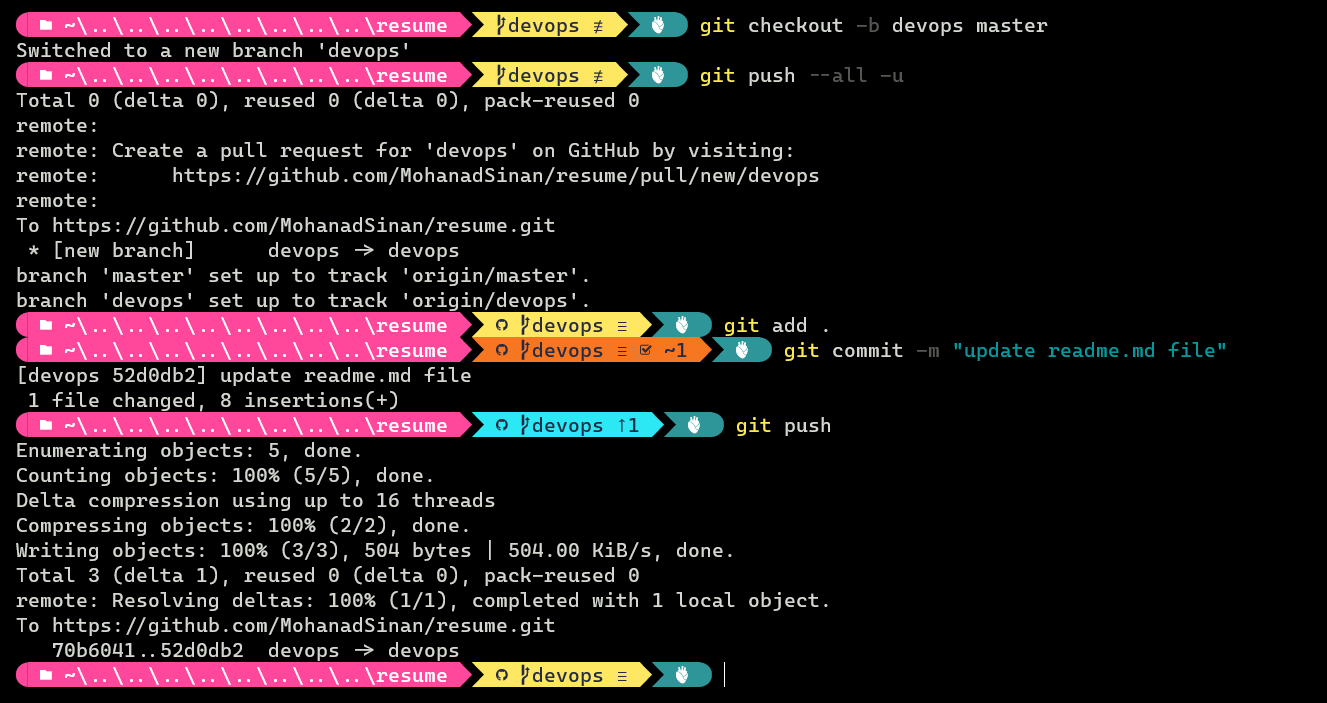 ~\..\..\..\..\..\..\..\..\resume devops ≢ git checkout -b devops master
Switched to a new branch 'devops'
~\..\..\..\..\..\..\..\..\resume devops ≢ git push --all -u
Total 0 (delta 0), reused 0 (delta 0), pack-reused 0
remote:
remote: Create a pull request for 'devops' on GitHub by visiting:
remote:      https://github.com/MohanadSinan/resume/pull/new/devops
remote:
To https://github.com/MohanadSinan/resume.git
 * [new branch]      devops -> devops
branch 'master' set up to track 'origin/master'.
branch 'devops' set up to track 'origin/devops'.
~\..\..\..\..\..\..\..\..\resume devops ≡ git add .
~\..\..\..\..\..\..\..\..\resume devops ≡ ~1 git commit -m "update readme.md file"
[devops 52d0db2] update readme.md file
 1 file changed, 8 insertions(+)
~\..\..\..\..\..\..\..\..\resume devops ↑1 git push
Enumerating objects: 5, done.
Counting objects: 100% (5/5), done.
Delta compression using up to 16 threads
Compressing objects: 100% (2/2), done.
Writing objects: 100% (3/3), 504 bytes | 504.00 KiB/s, done.
Total 3 (delta 1), reused 0 (delta 0), pack-reused 0
remote: Resolving deltas: 100% (1/1), completed with 1 local object.
To https://github.com/MohanadSinan/resume.git
   70b6041..52d0db2  devops -> devops
~\..\..\..\..\..\..\..\..\resume devops ≡